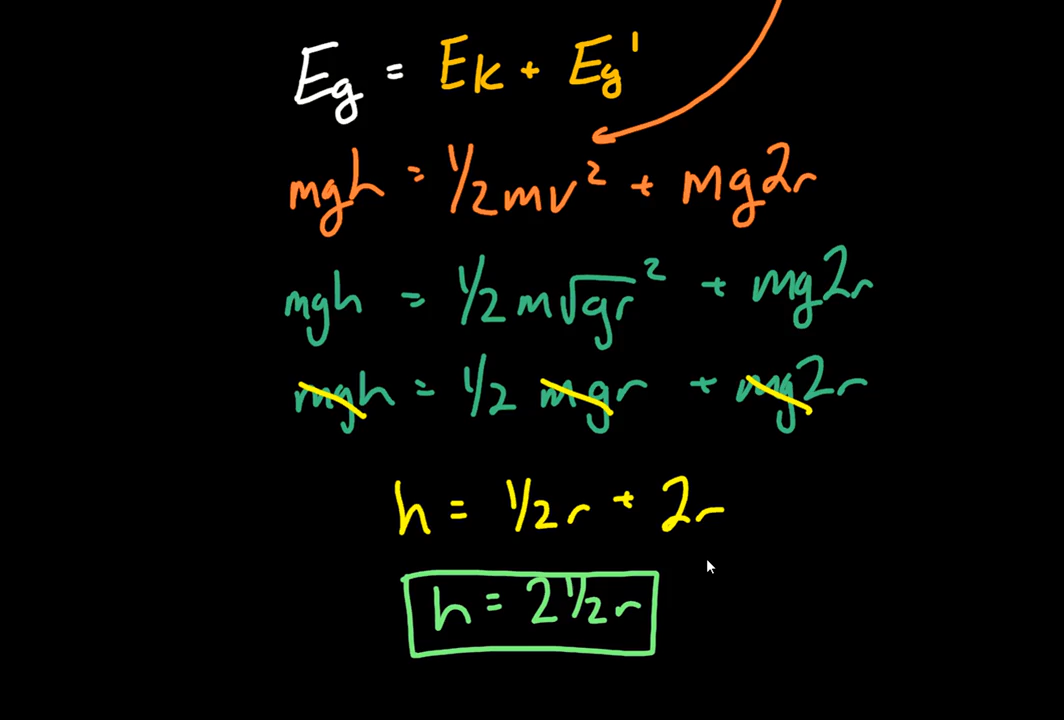 Eg = Ek + Eg'
mgh = 1/2mv² + mg2r
mgh = 1/2 m√gr² + mg2r
mgh = 1/2 mgr + mg2r
h = 1/2r + 2r
h = 2 1/2r